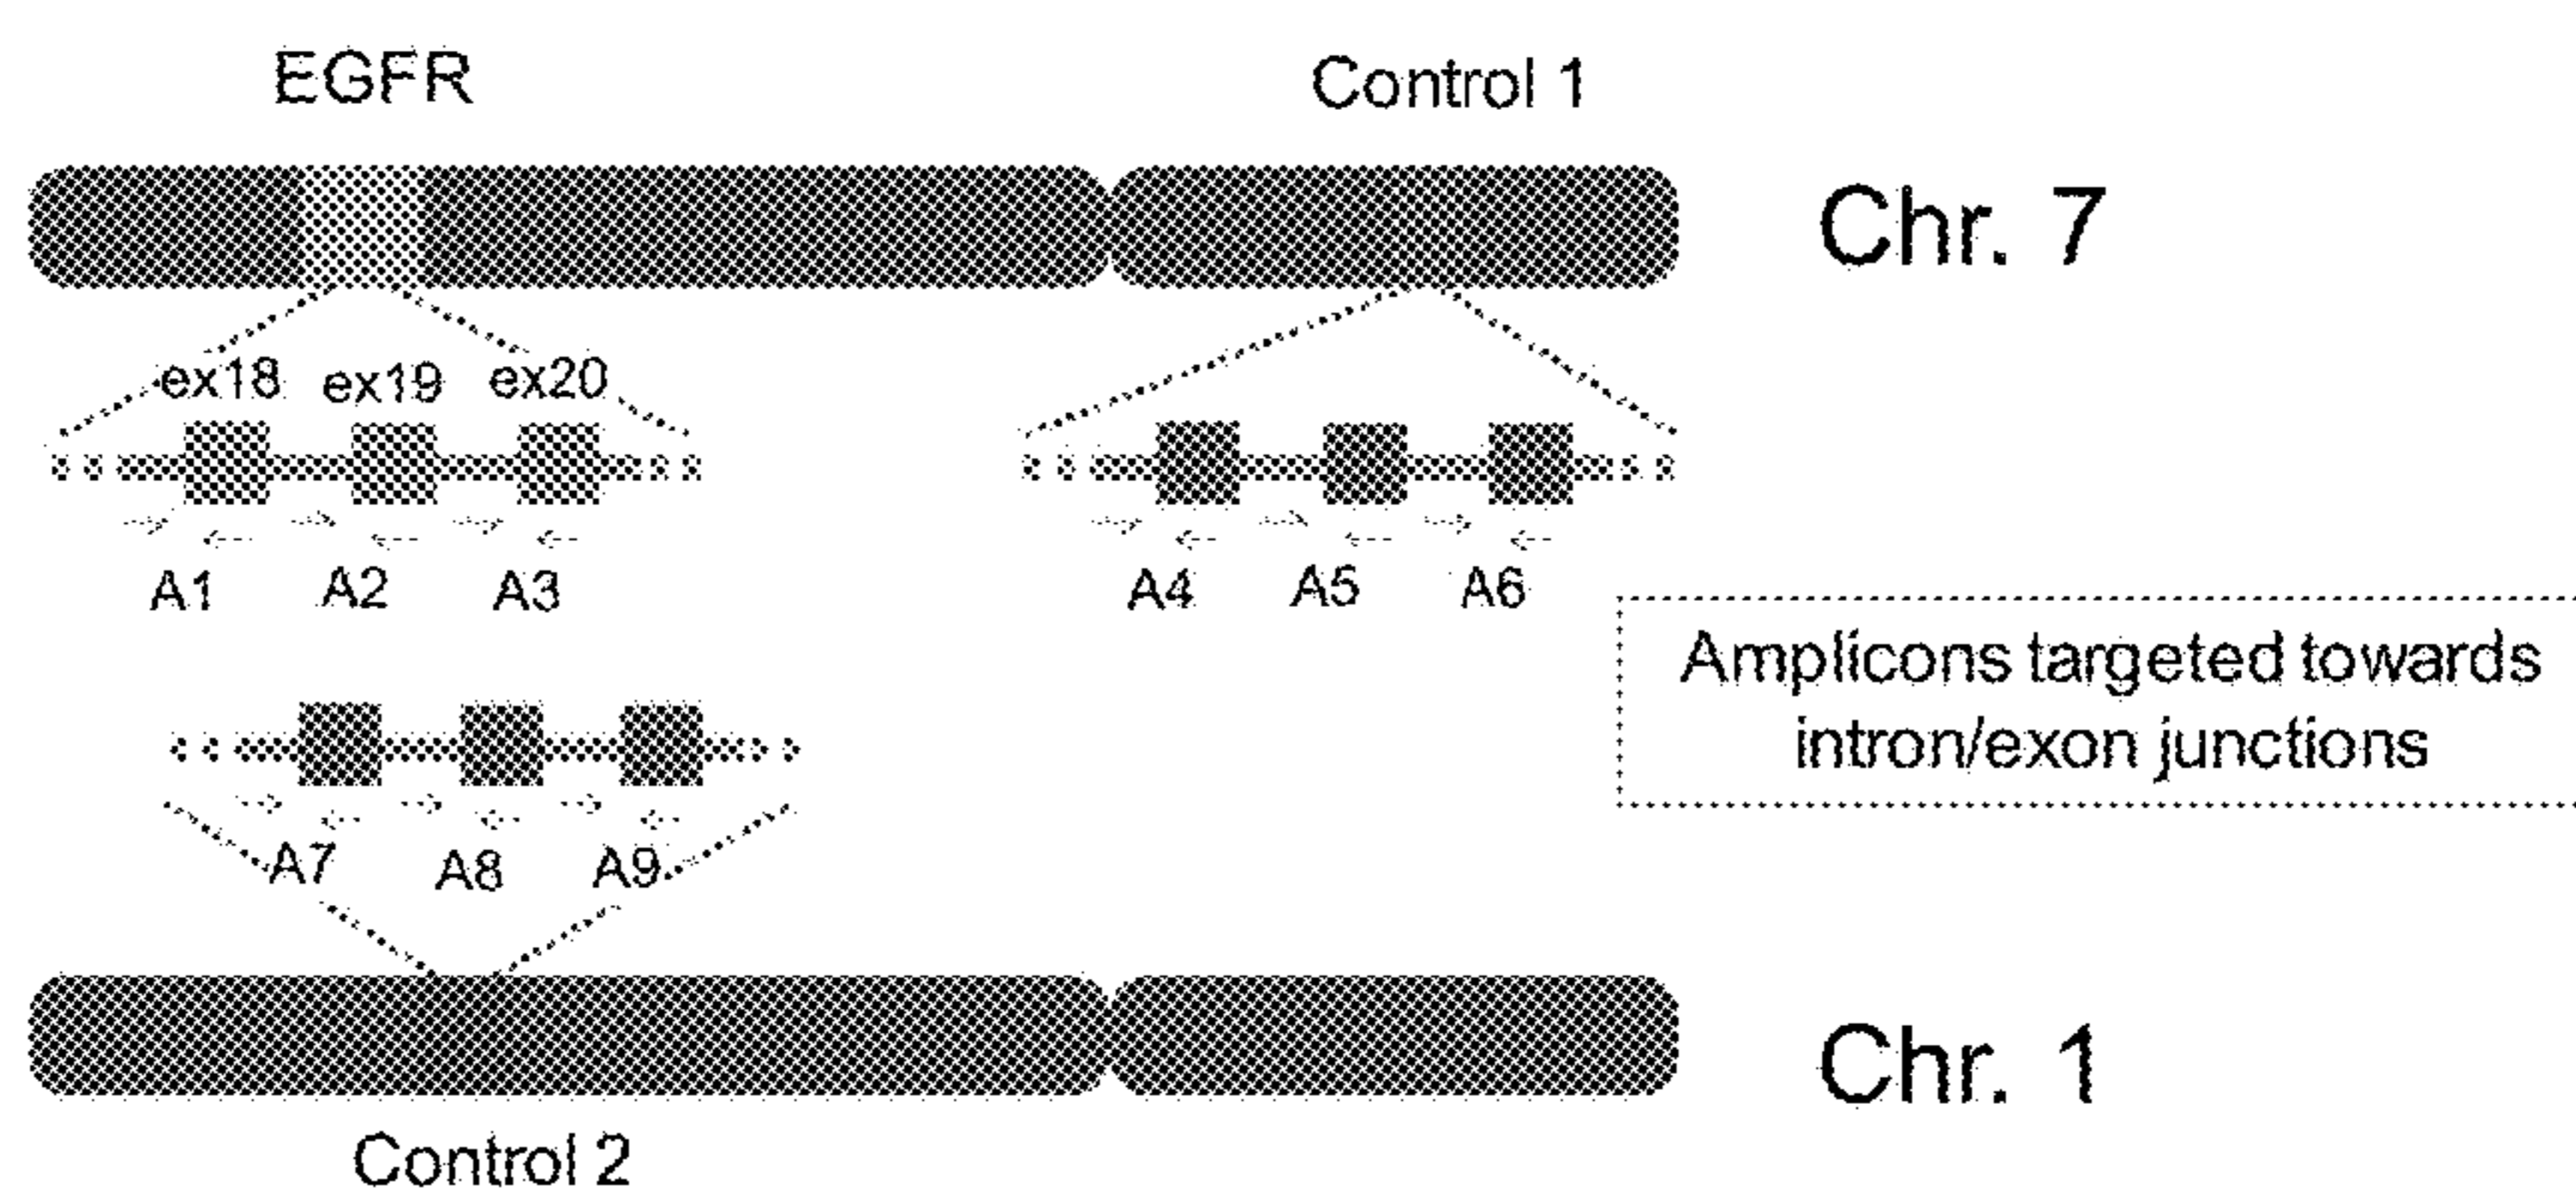 EGFR
Control 1
Chr. 7
ex18 ex19 ex20
A1 A2 A3
A4 A5 A6
Amplicons targeted towards
intron/exon junctions
A7 A8 A9
Chr. 1
Control 2